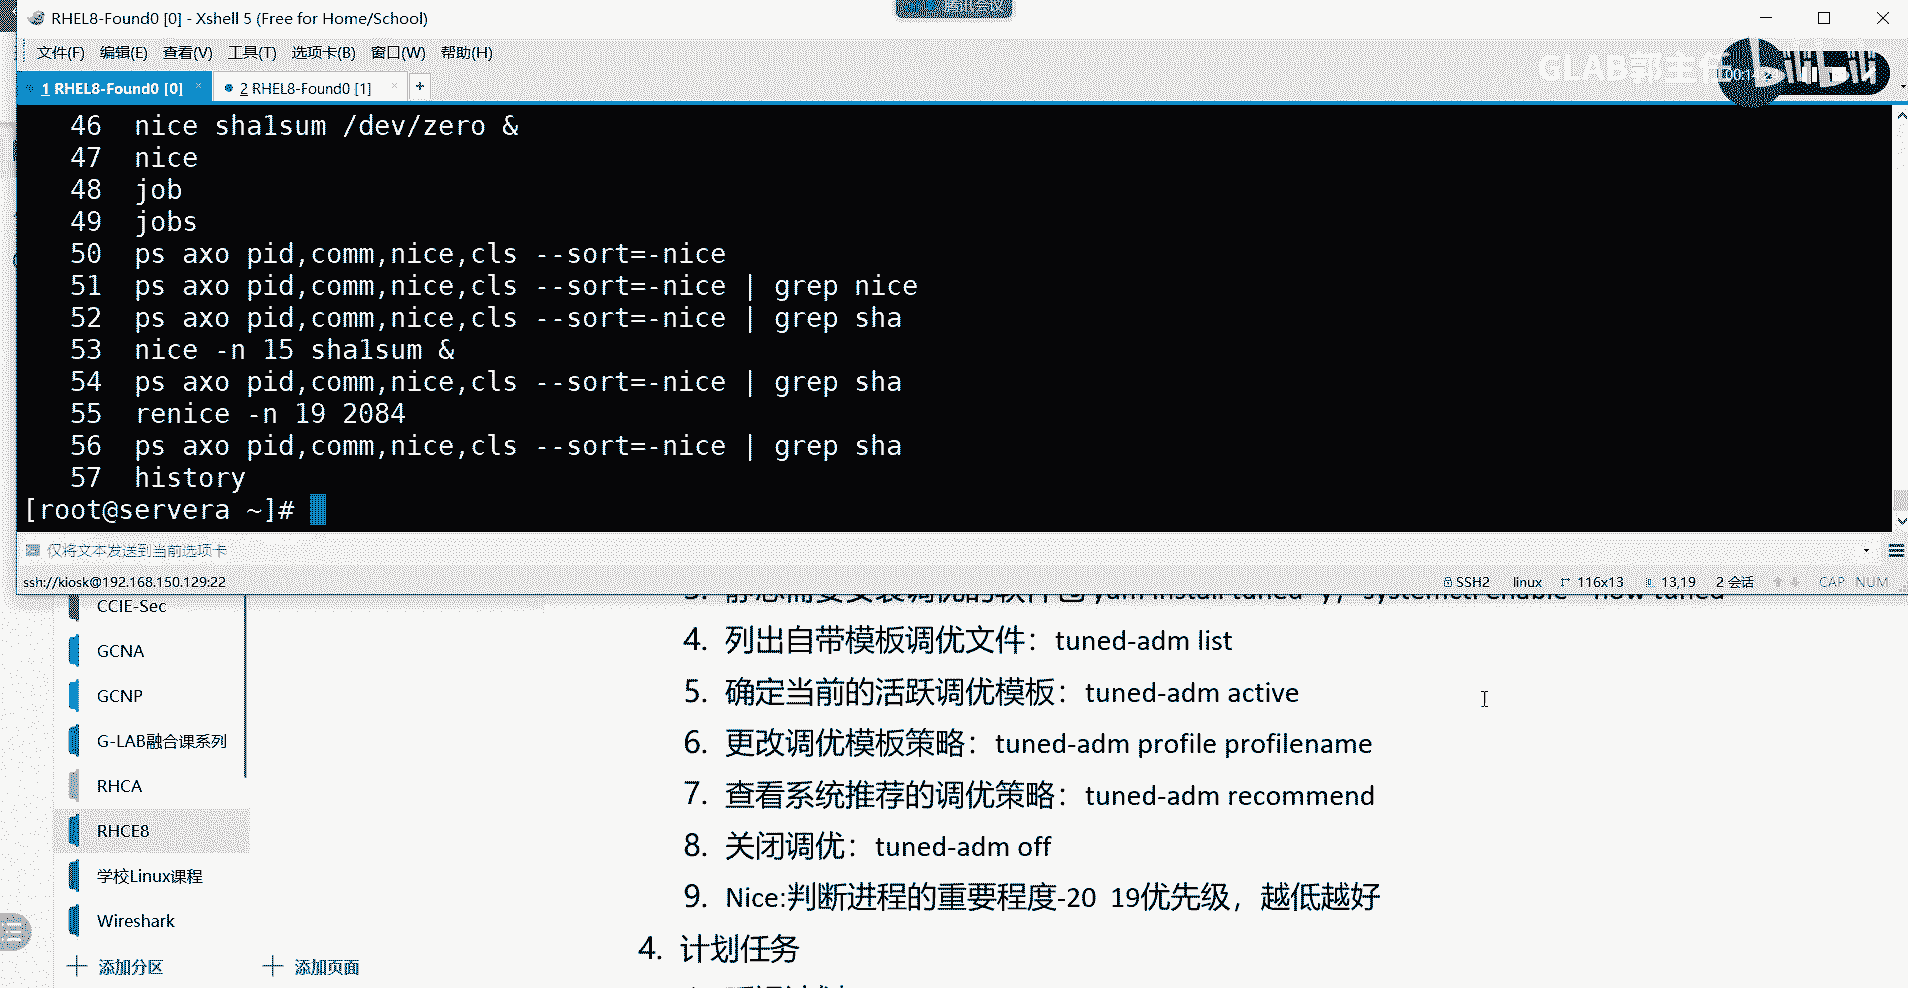 RHEL8-Found0 [0] - Xshell 5 (Free for Home/School)
腾讯会议
文件(F) 编辑(E) 查看(V) 工具(T) 选项卡(B) 窗口(W) 帮助(H)
GLAB郭主任
bilibili
1 RHEL8-Found0 [0]
2 RHEL8-Found0 [1]
46 nice sha1sum /dev/zero &
47 nice
48 job
49 jobs
50 ps axo pid,comm,nice,cls --sort=-nice
51 ps axo pid,comm,nice,cls --sort=-nice | grep nice
52 ps axo pid,comm,nice,cls --sort=-nice | grep sha
53 nice -n 15 sha1sum &
54 ps axo pid,comm,nice,cls --sort=-nice | grep sha
55 renice -n 19 2084
56 ps axo pid,comm,nice,cls --sort=-nice | grep sha
57 history
[root@servera ~]#
仅将文本发送到当前选项卡
ssh://kiosk@192.168.150.129:22
SSH2 linux 116x13 13,19 2 会话 CAP NUM
CCIE-Sec
GCNA
GCNP
G-LAB融合课系列
RHCA
RHCE8
学校Linux课程
Wireshark
添加分区
添加页面
4. 列出自带模板调优文件：tuned-adm list
5. 确定当前的活跃调优模板：tuned-adm active
6. 更改调优模板策略：tuned-adm profile profilename
7. 查看系统推荐的调优策略：tuned-adm recommend
8. 关闭调优：tuned-adm off
9. Nice:判断进程的重要程度-20 19优先级，越低越好
4. 计划任务